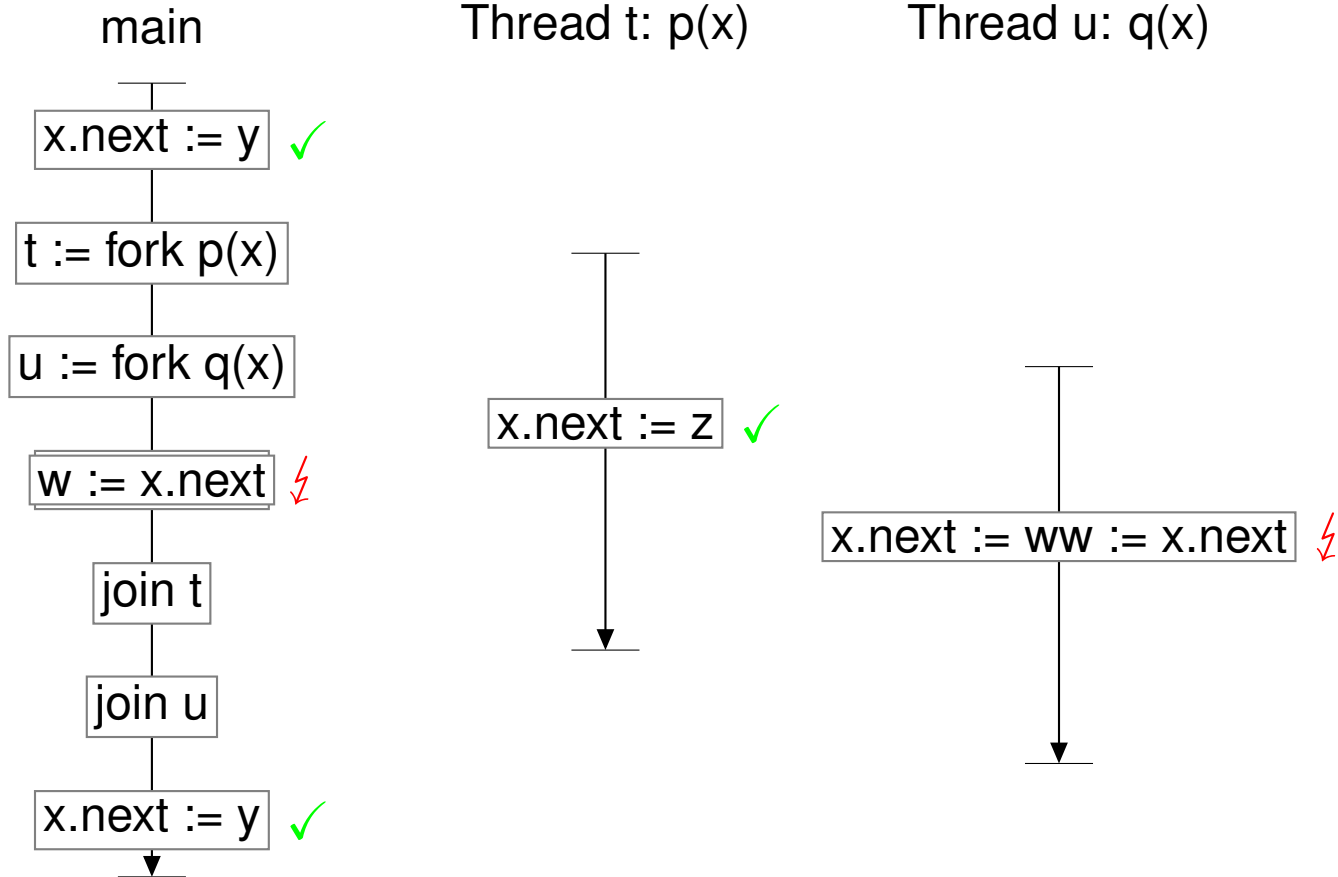 main
Thread t: p(x)
Thread u: q(x)
x.next := y
t := fork p(x)
u := fork q(x)
x.next := z
w := x.next
x.next := ww := x.next
join t
join u
x.next := y